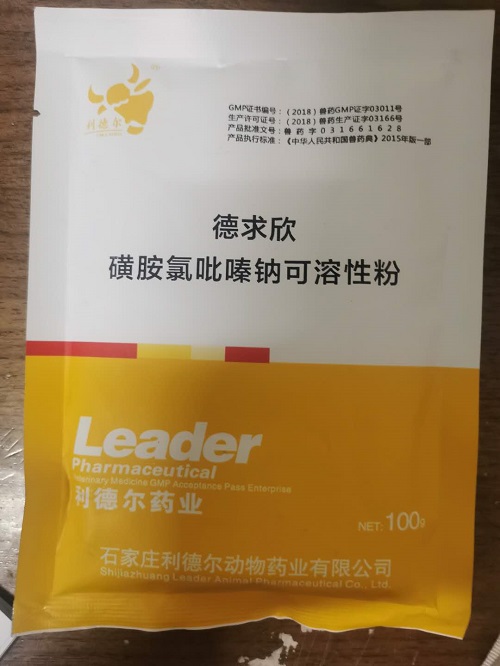 利德尔
GMP证书编号：（2018）兽药GMP证字03011号
生产许可证号：（2018）兽药生产证字03166号
产品批准文号：兽药字031661628
产品执行标准：《中华人民共和国兽药典》2015年版一部
德求欣
磺胺氯吡嗪钠可溶性粉
Leader
Pharmaceutical
Veterinary Medicine GMP Acceptance Pass Enterprise
利德尔药业
NET: 100g
石家庄利德尔动物药业有限公司
Shijiazhuang Leader Animal Pharmaceutical Co., Ltd.